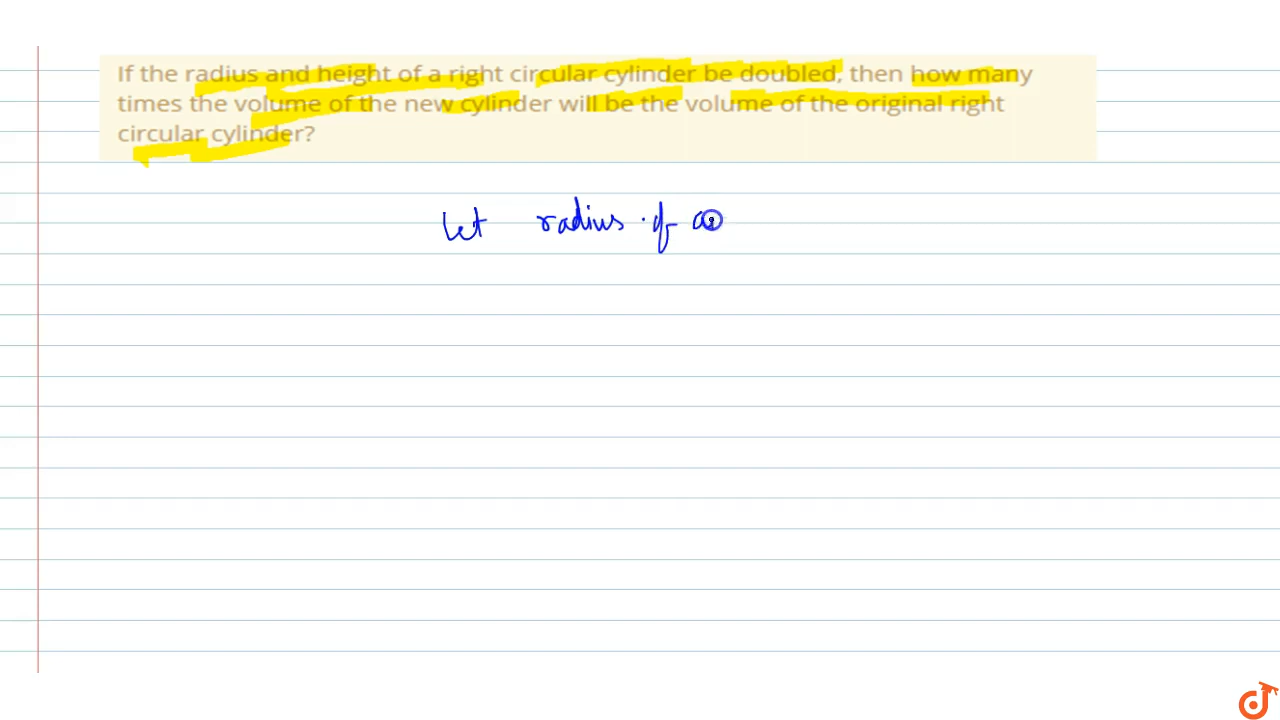 If the radius and height of a right circular cylinder be doubled, then how many
times the volume of the new cylinder will be the volume of the original right
circular cylinder?
Let radius of